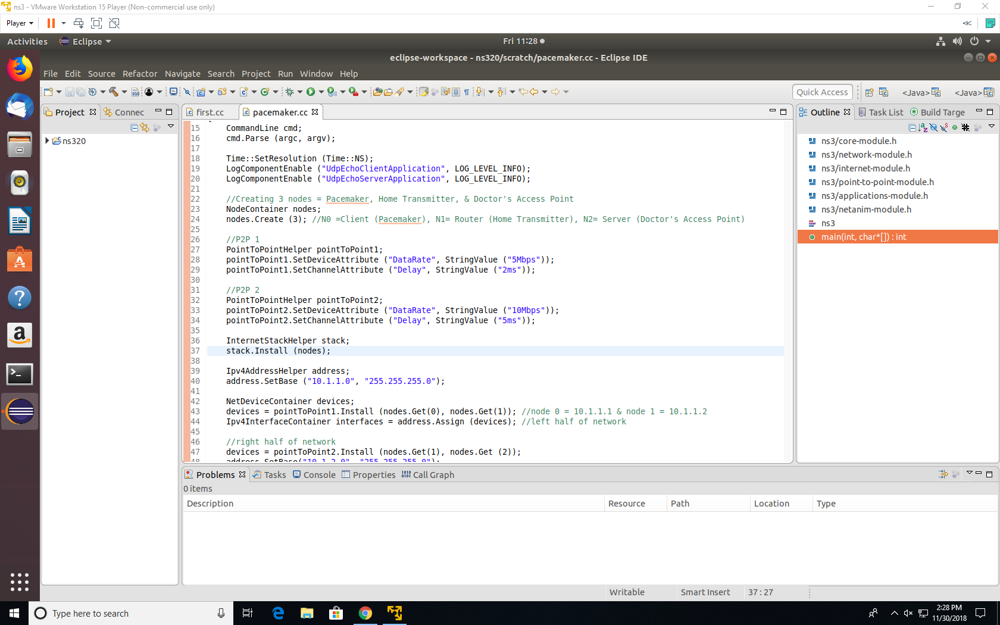 ns3 - VMware Workstation 15 Player (Non-commercial use only)
Player
Activities Eclipse Fri 11:28
eclipse-workspace - ns320/scratch/pacemaker.cc - Eclipse IDE
File Edit Source Refactor Navigate Search Project Run Window Help
Quick Access <Java> <Java>
Project Connec
ns320
first.cc pacemaker.cc
15 CommandLine cmd;
16 cmd.Parse (argc, argv);
17
18 Time::SetResolution (Time::NS);
19 LogComponentEnable ("UdpEchoClientApplication", LOG_LEVEL_INFO);
20 LogComponentEnable ("UdpEchoServerApplication", LOG_LEVEL_INFO);
21
22 //Creating 3 nodes = Pacemaker, Home Transmitter, & Doctor's Access Point
23 NodeContainer nodes;
24 nodes.Create (3); //N0 =Client (Pacemaker), N1= Router (Home Transmitter), N2= Server (Doctor's Access Point)
25
26 //P2P 1
27 PointToPointHelper pointToPoint1;
28 pointToPoint1.SetDeviceAttribute ("DataRate", StringValue ("5Mbps"));
29 pointToPoint1.SetChannelAttribute ("Delay", StringValue ("2ms"));
30
31 //P2P 2
32 PointToPointHelper pointToPoint2;
33 pointToPoint2.SetDeviceAttribute ("DataRate", StringValue ("10Mbps"));
34 pointToPoint2.SetChannelAttribute ("Delay", StringValue ("5ms"));
35
36 InternetStackHelper stack;
37 stack.Install (nodes);
38
39 Ipv4AddressHelper address;
40 address.SetBase ("10.1.1.0", "255.255.255.0");
41
42 NetDeviceContainer devices;
43 devices = pointToPoint1.Install (nodes.Get(0), nodes.Get(1)); //node 0 = 10.1.1.1 & node 1 = 10.1.1.2
44 Ipv4InterfaceContainer interfaces = address.Assign (devices); //left half of network
45
46 //right half of network
47 devices = pointToPoint2.Install (nodes.Get(1), nodes.Get (2));
48 address.SetBase("10.1.2.0", "255.255.255.0");
Outline Task List Build Targe
ns3/core-module.h
ns3/network-module.h
ns3/internet-module.h
ns3/point-to-point-module.h
ns3/applications-module.h
ns3/netanim-module.h
ns3
main(int, char*[]) : int
Problems Tasks Console Properties Call Graph
0 items
Description Resource Path Location Type
Writable Smart Insert 37 : 27
Type here to search
2:28 PM
11/30/2018